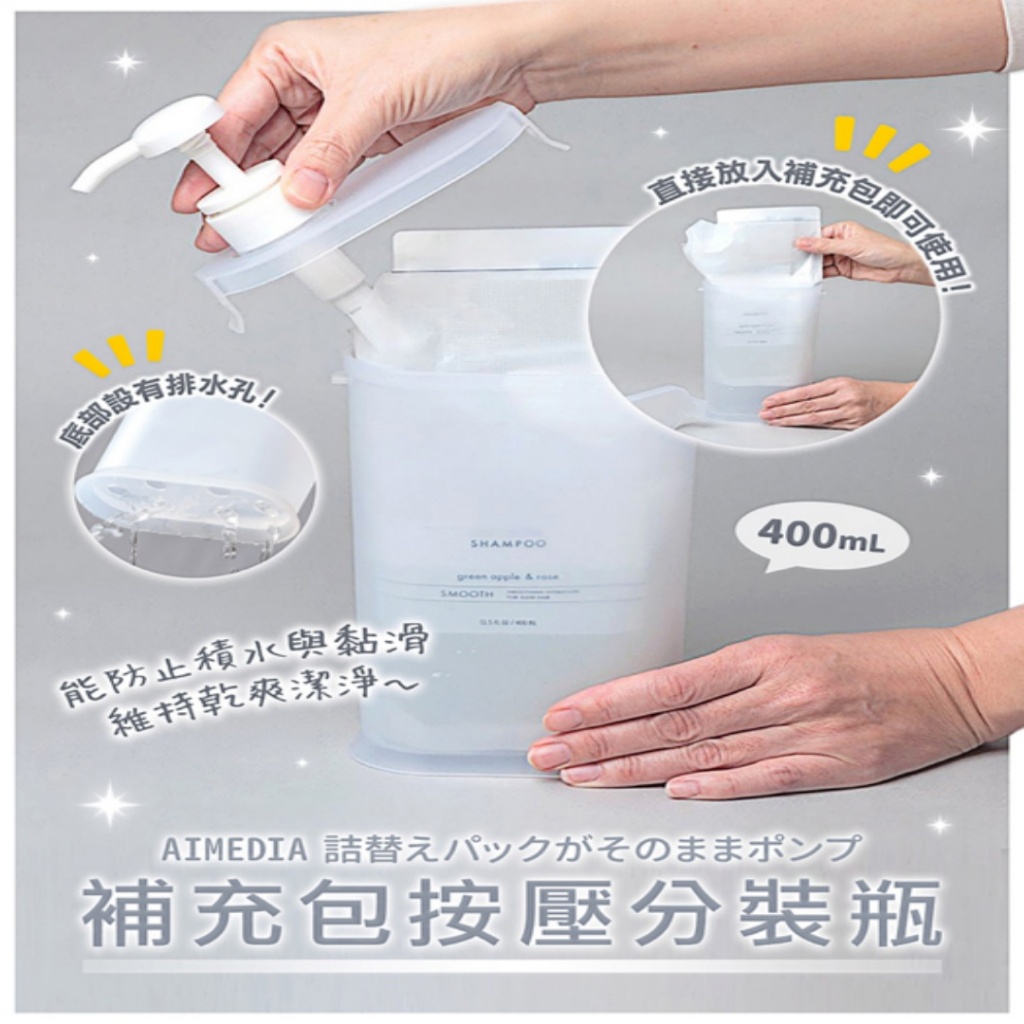 直接放入補充包即可使用!
底部設有排水孔!
SHAMPOO
green apple & rose
SMOOTH
400mL
能防止積水與黏滑
維持乾爽潔淨~
AIMEDIA 詰替えパックがそのままポンプ
補充包按壓分裝瓶